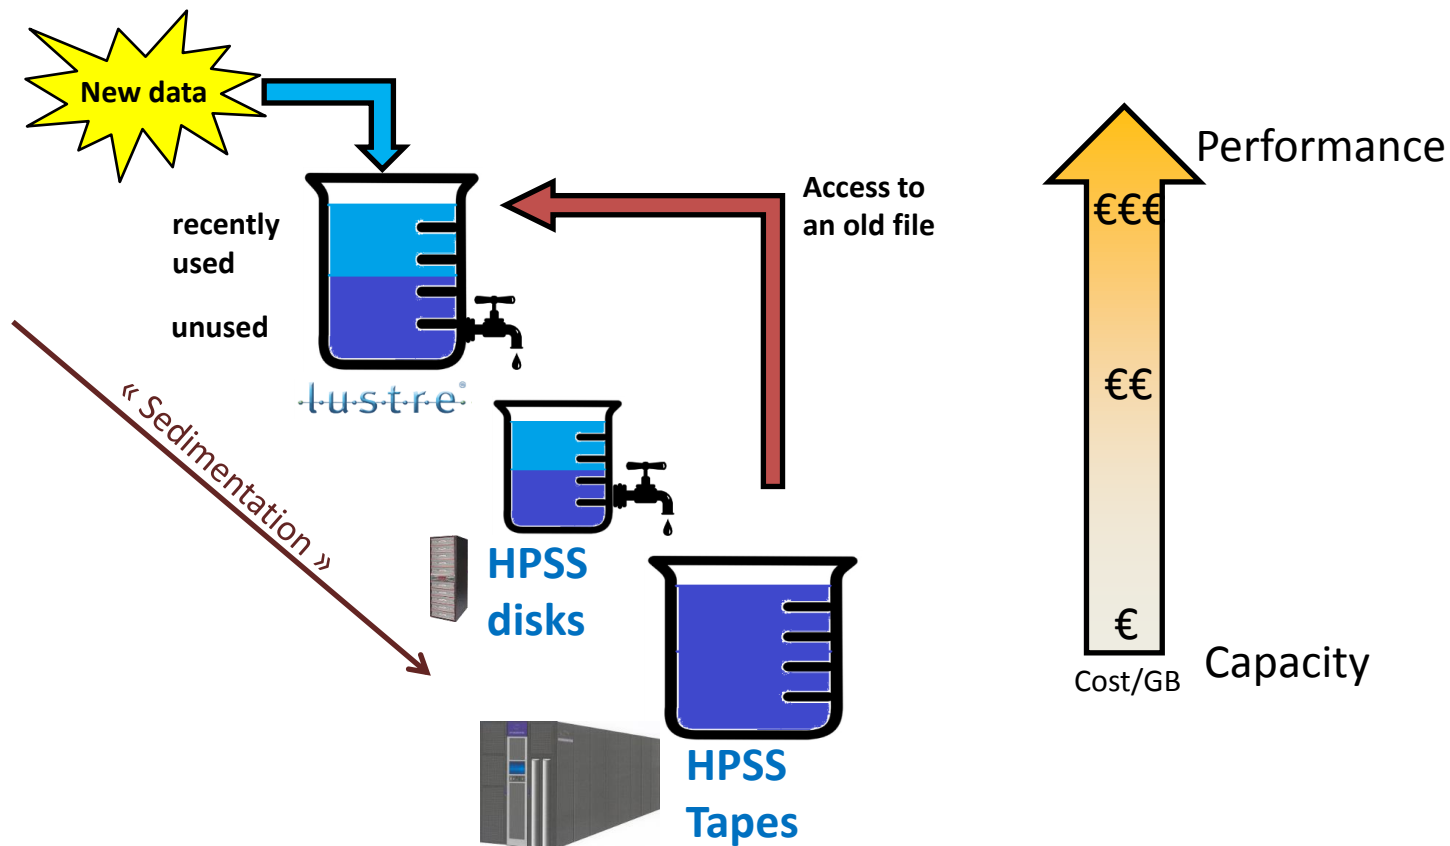 New data
recently
used
unused
Access to
an old file
lustre®
« Sedimentation »
HPSS
disks
HPSS
Tapes
Performance
€€€
€€
€
Cost/GB
Capacity